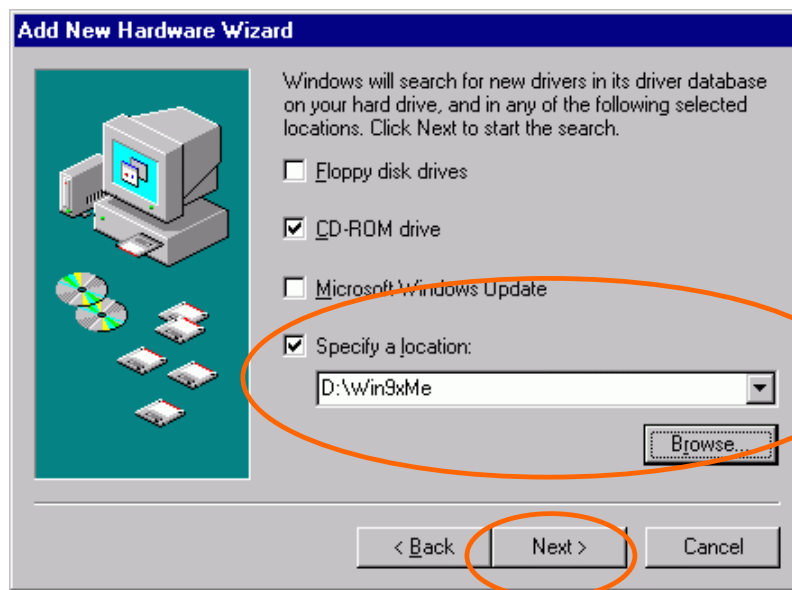 Add New Hardware Wizard
Windows will search for new drivers in its driver database
on your hard drive, and in any of the following selected
locations. Click Next to start the search.
Floppy disk drives
CD-ROM drive
Microsoft Windows Update
Specify a location:
D:\Win9xMe
Browse...
< Back
Next >
Cancel